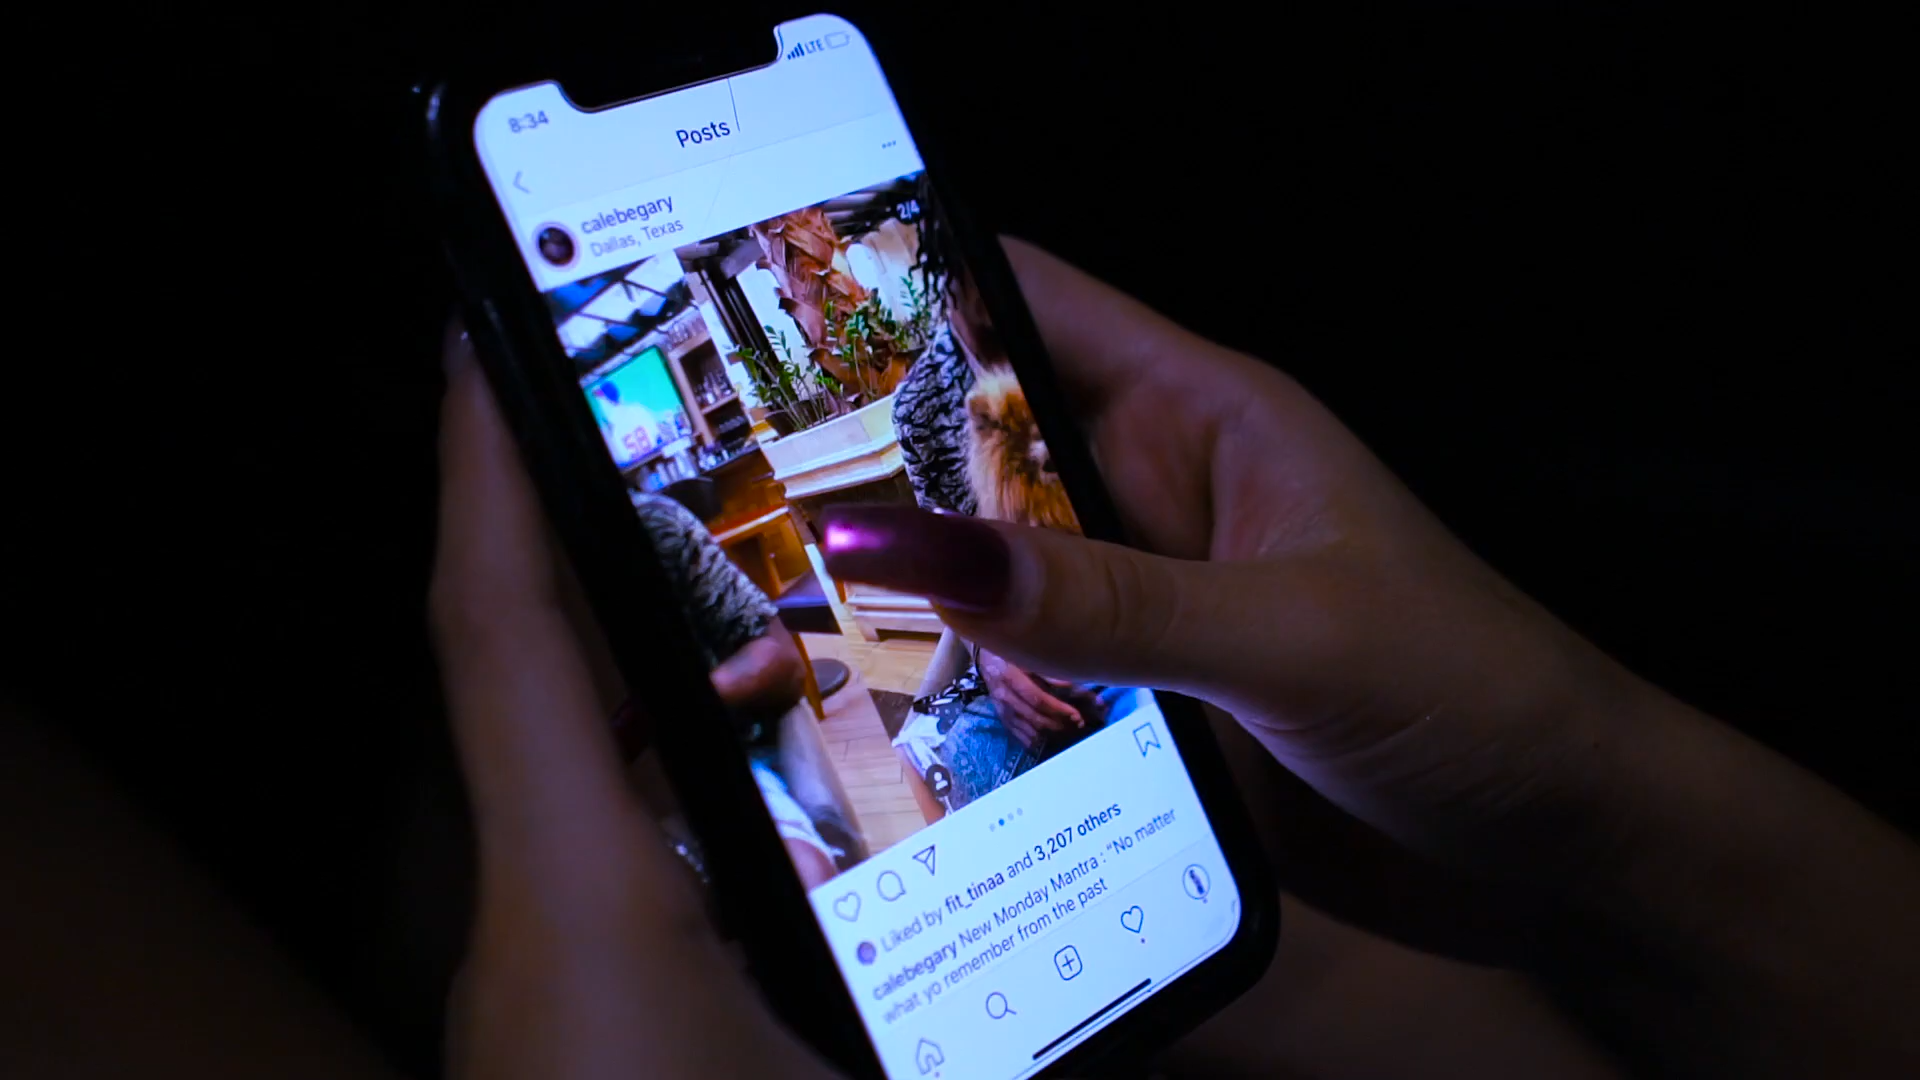 8:34
LTE
Posts
calebegary
Dallas, Texas
2/4
58
Liked by fit_tinaa and 3,207 others
calebegary New Monday Mantra : "No matter
what yo remember from the past